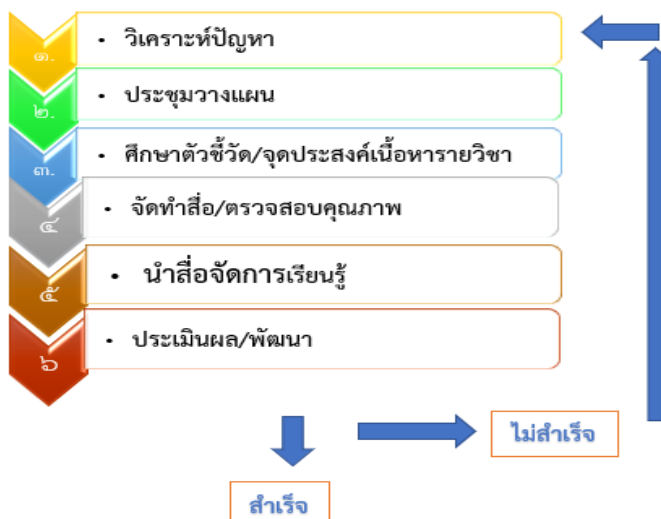 ๑. • วิเคราะห์ปัญหา
๒. • ประชุมวางแผน
๓. • ศึกษาตัวชี้วัด/จุดประสงค์เนื้อหารายวิชา
๔ • จัดทำสื่อ/ตรวจสอบคุณภาพ
๕ • นำสื่อจัดการเรียนรู้
๖ • ประเมินผล/พัฒนา
ไม่สำเร็จ
สำเร็จ